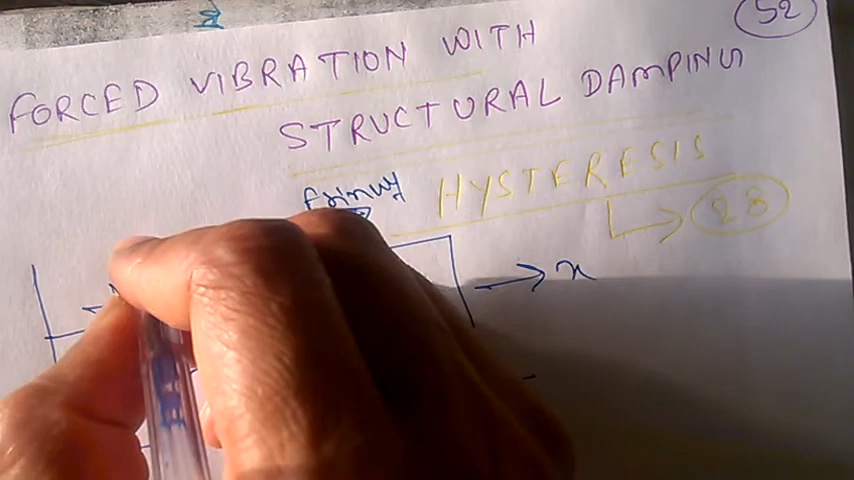 52
FORCED VIBRATION WITH
STRUCTURAL DAMPING
HYSTERESIS
28
x